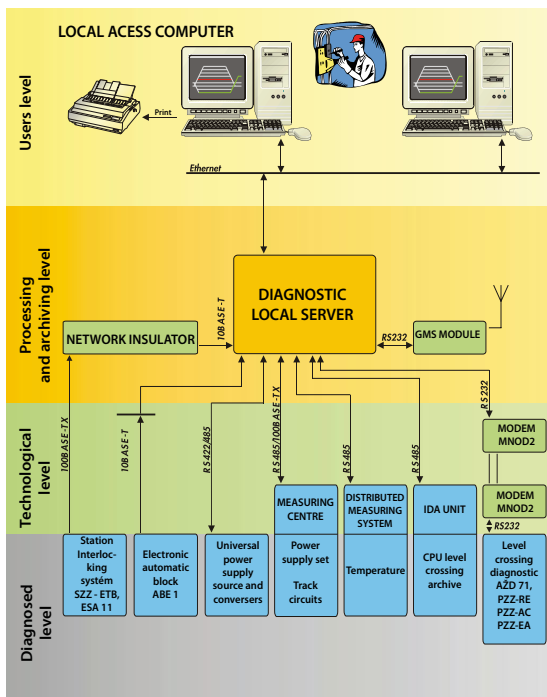 LOCAL ACESS COMPUTER
Users level
Print
Ethernet
Processing
and archiving level
DIAGNOSTIC
LOCAL SERVER
NETWORK INSULATOR
10BASE-T
RS232
GMS MODULE
Technological
level
100BASE-TX
10BASE-T
RS422/485
RS485/100BASE-TX
RS485
RS485
RS232
MODEM
MNOD2
MODEM
MNOD2
RS232
MEASURING
CENTRE
DISTRIBUTED
MEASURING
SYSTEM
IDA UNIT
Diagnosed
level
Station
Interloc-
king
systém
SZZ - ETB,
ESA 11
Electronic
automatic
block
ABE 1
Universal
power
supply
source and
conversers
Power
supply set
Track
circuits
Temperature
CPU level
crossing
archive
Level
crossing
diagnostic
AŽD 71,
PZZ-RE
PZZ-AC
PZZ-EA